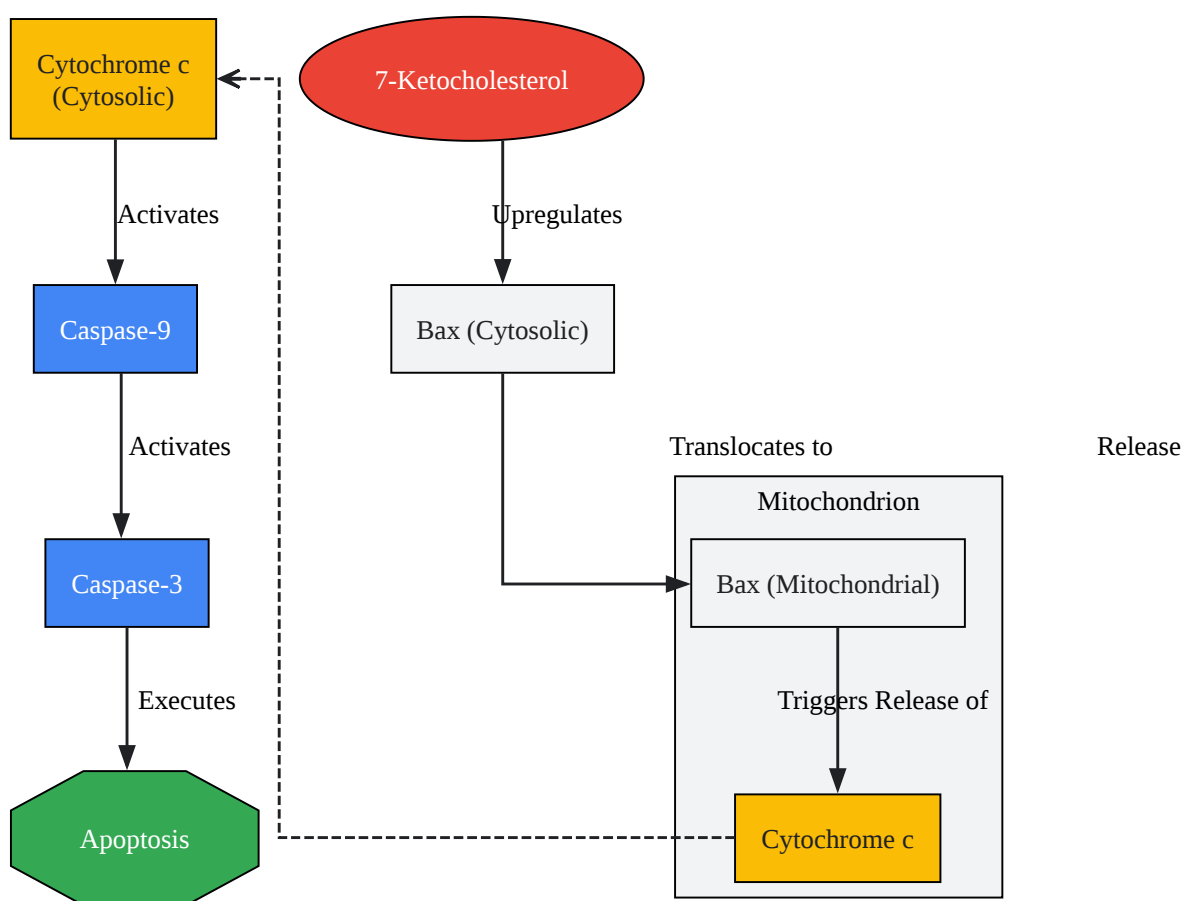 Cytochrome c
(Cytosolic)
7-Ketocholesterol
Activates
Upregulates
Caspase-9
Bax (Cytosolic)
Activates
Translocates to
Release
Mitochondrion
Caspase-3
Bax (Mitochondrial)
Executes
Triggers Release of
Apoptosis
Cytochrome c